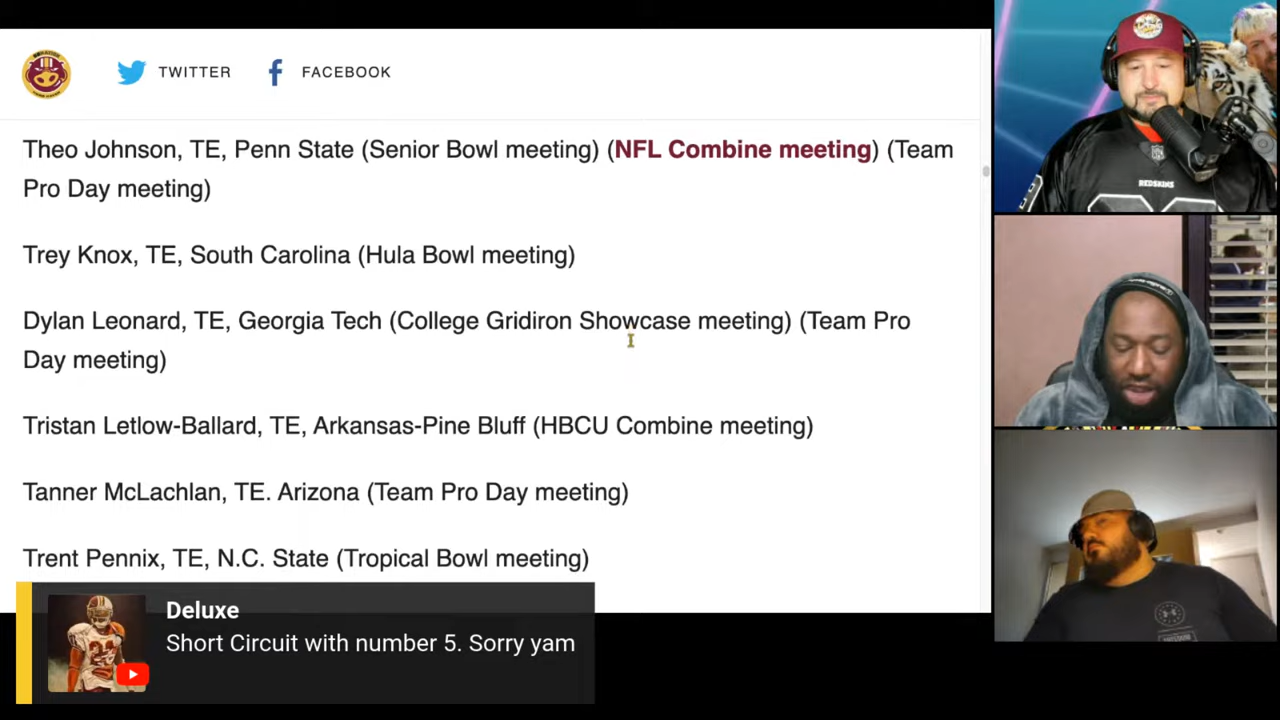 TWITTER
FACEBOOK
Theo Johnson, TE, Penn State (Senior Bowl meeting) (NFL Combine meeting) (Team
Pro Day meeting)
Trey Knox, TE, South Carolina (Hula Bowl meeting)
Dylan Leonard, TE, Georgia Tech (College Gridiron Showcase meeting) (Team Pro
Day meeting)
Tristan Letlow-Ballard, TE, Arkansas-Pine Bluff (HBCU Combine meeting)
Tanner McLachlan, TE. Arizona (Team Pro Day meeting)
Trent Pennix, TE, N.C. State (Tropical Bowl meeting)
Deluxe
Short Circuit with number 5. Sorry yam
REDSKINS